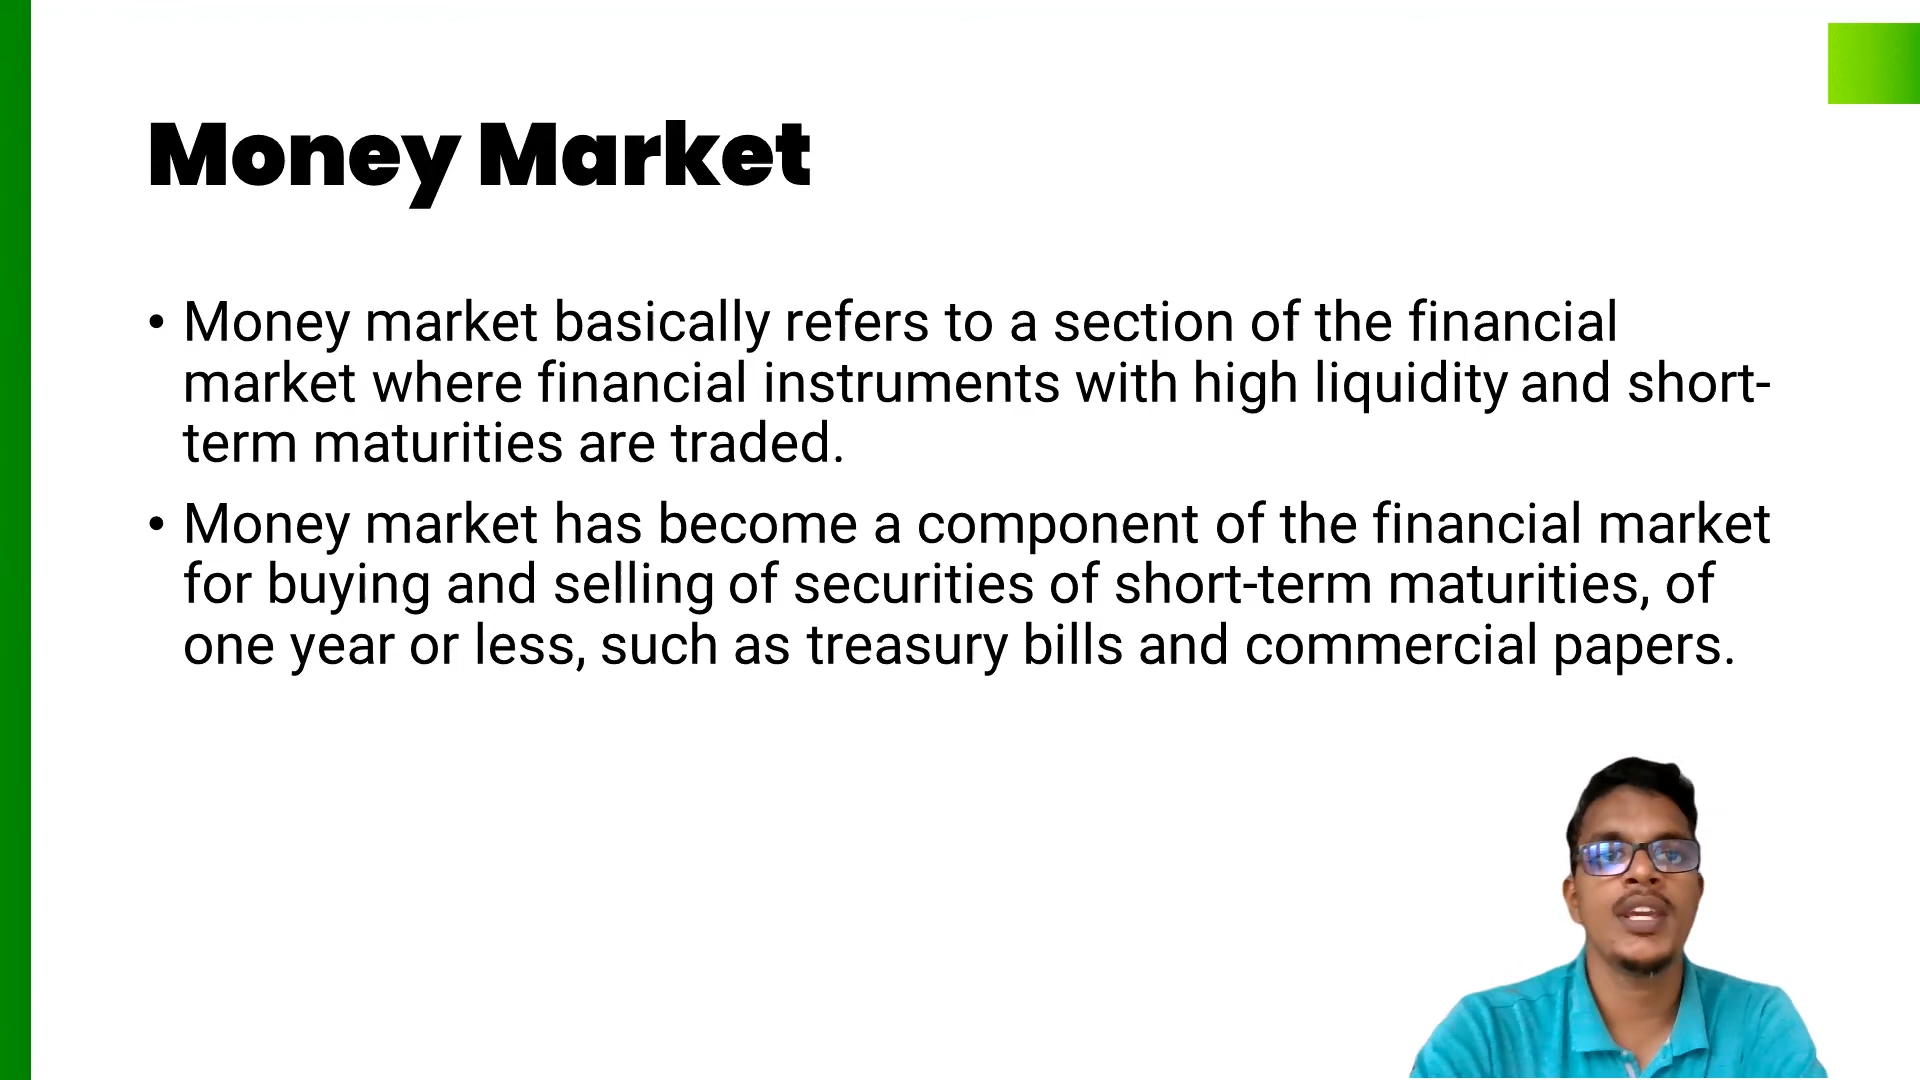 Money Market
• Money market basically refers to a section of the financial
market where financial instruments with high liquidity and short-
term maturities are traded.
• Money market has become a component of the financial market
for buying and selling of securities of short-term maturities, of
one year or less, such as treasury bills and commercial papers.